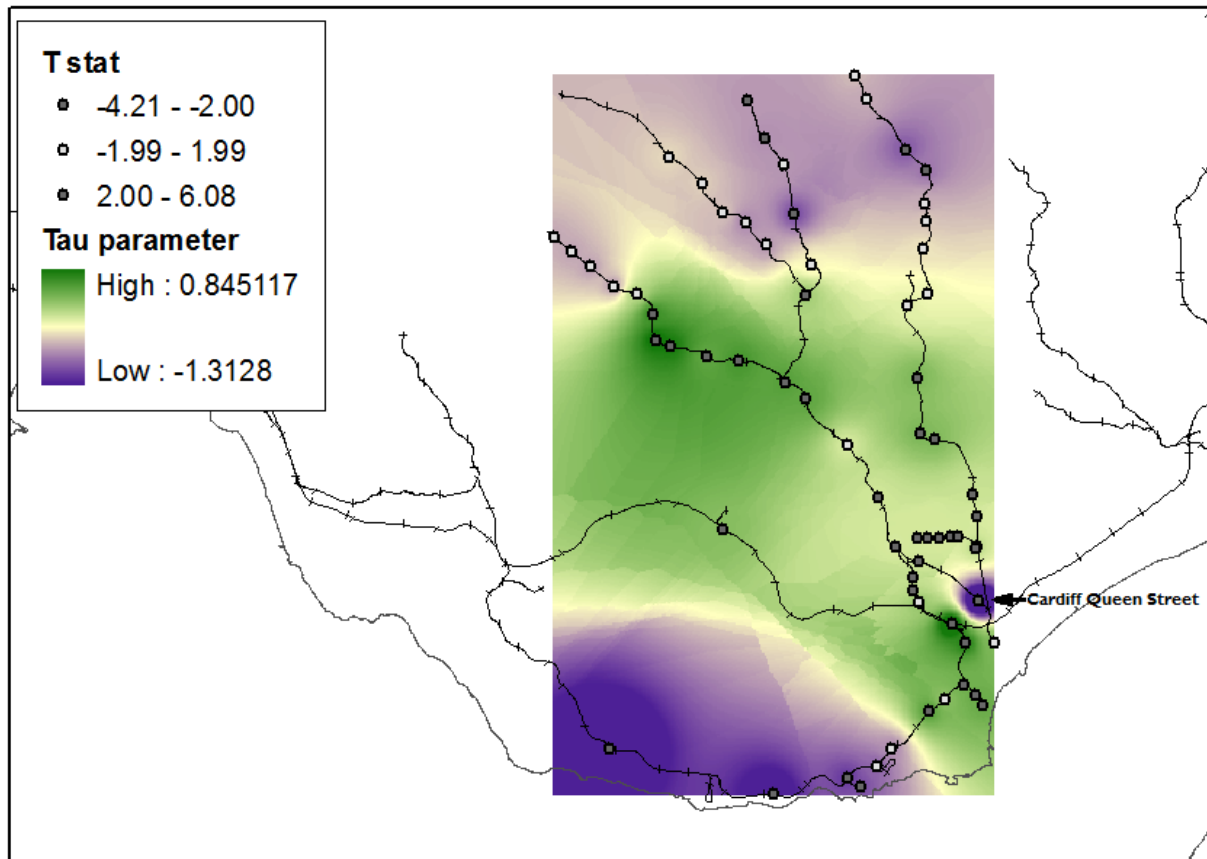 T stat
-4.21 - -2.00
-1.99 - 1.99
2.00 - 6.08
Tau parameter
High : 0.845117
Low : -1.3128
Cardiff Queen Street